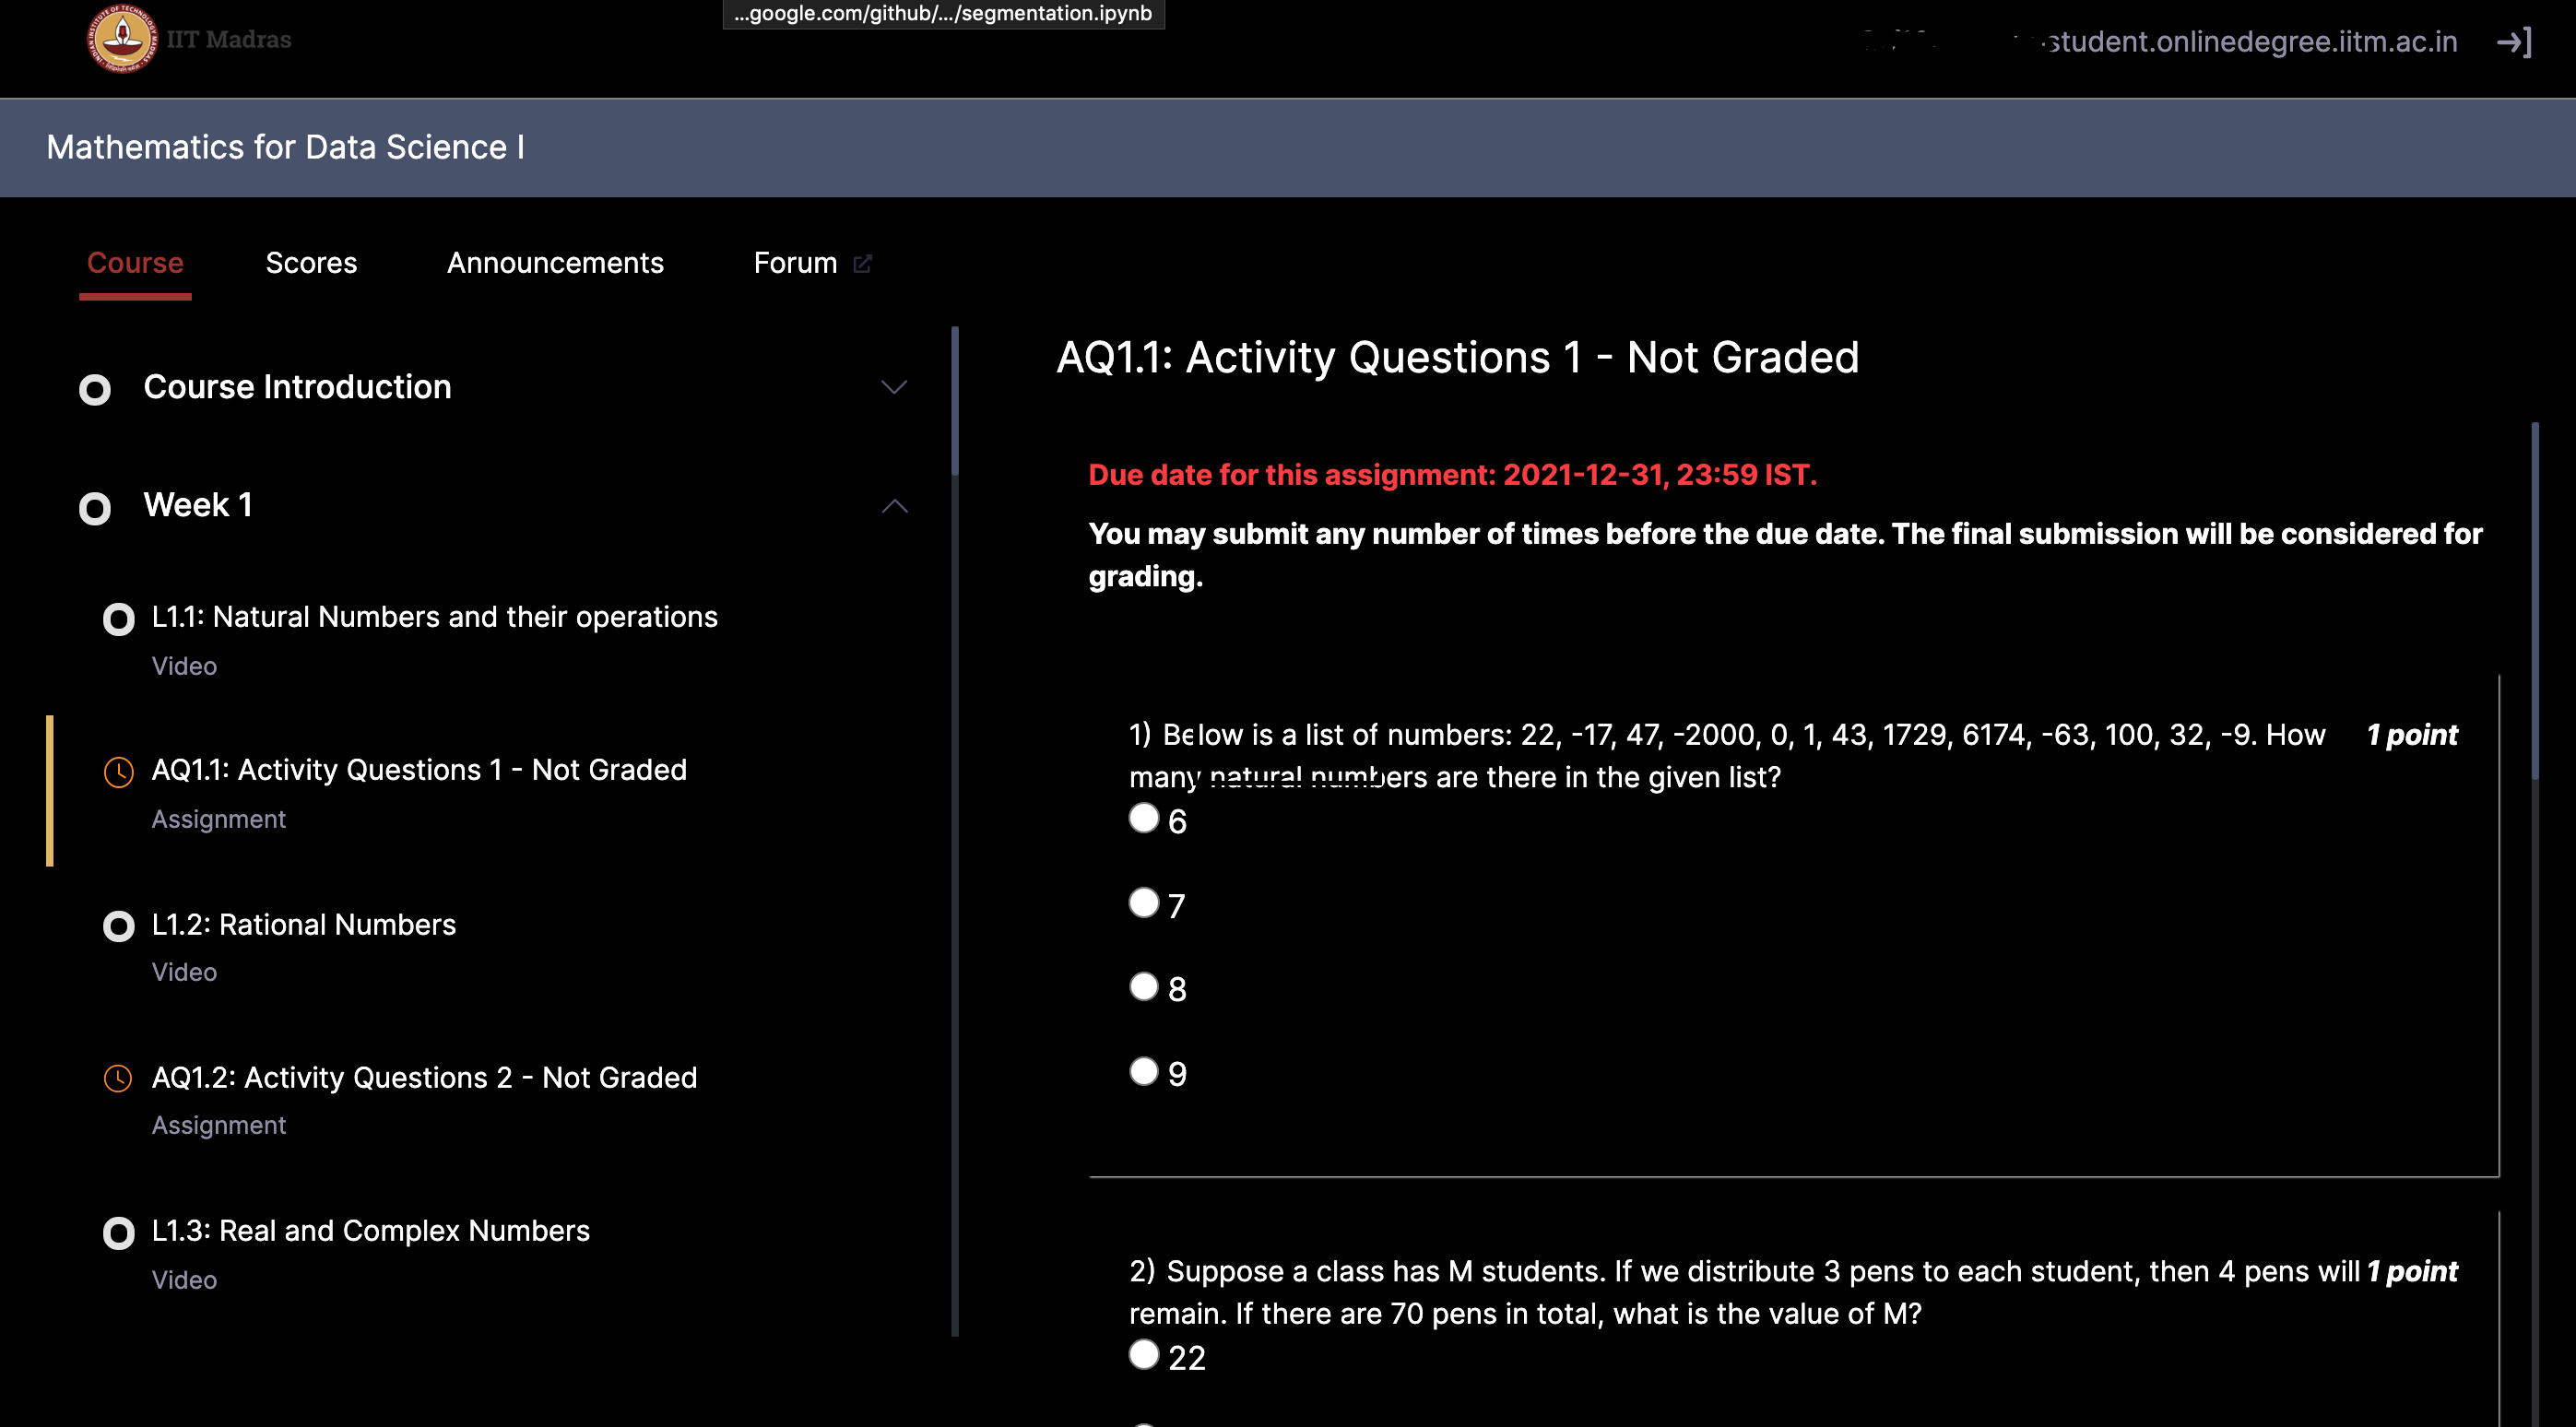 ...google.com/github/.../segmentation.ipynb
IIT Madras
student.onlinedegree.iitm.ac.in
Mathematics for Data Science I
Course
Scores
Announcements
Forum
Course Introduction
Week 1
L1.1: Natural Numbers and their operations
Video
AQ1.1: Activity Questions 1 - Not Graded
Assignment
L1.2: Rational Numbers
Video
AQ1.2: Activity Questions 2 - Not Graded
Assignment
L1.3: Real and Complex Numbers
Video
AQ1.1: Activity Questions 1 - Not Graded
Due date for this assignment: 2021-12-31, 23:59 IST.
You may submit any number of times before the due date. The final submission will be considered for
grading.
1) Below is a list of numbers: 22, -17, 47, -2000, 0, 1, 43, 1729, 6174, -63, 100, 32, -9. How 1 point
many natural numbers are there in the given list?
6
7
8
9
2) Suppose a class has M students. If we distribute 3 pens to each student, then 4 pens will 1 point
remain. If there are 70 pens in total, what is the value of M?
22